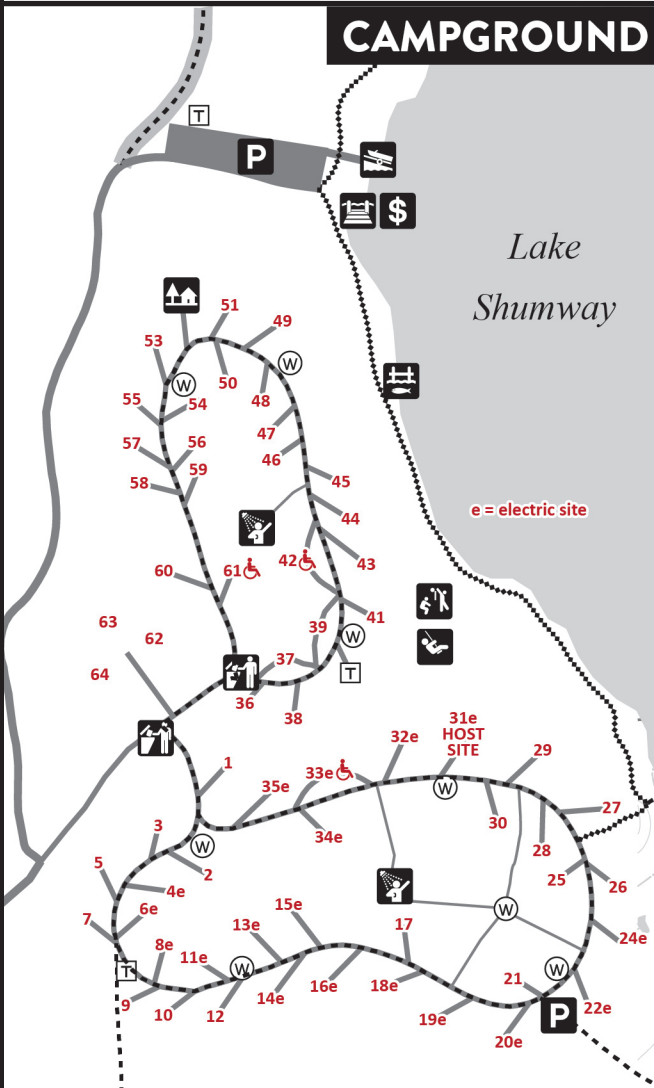 CAMPGROUND
T
P
$
Lake
Shumway
51
49
53
W
W
50
54
48
55
47
57
56
46
59
58
45
e = electric site
44
42
43
60
61
41
63
39
W
62
37
T
64
36
38
31e
HOST
SITE
32e
29
1
33e
35e
W
27
30
3
34e
28
W
2
5
4e
25
26
6e
W
7
15e
13e
17
24e
8e
11e
T
W
W
21
9
14e
16e
18e
22e
10
12
19e
P
20e